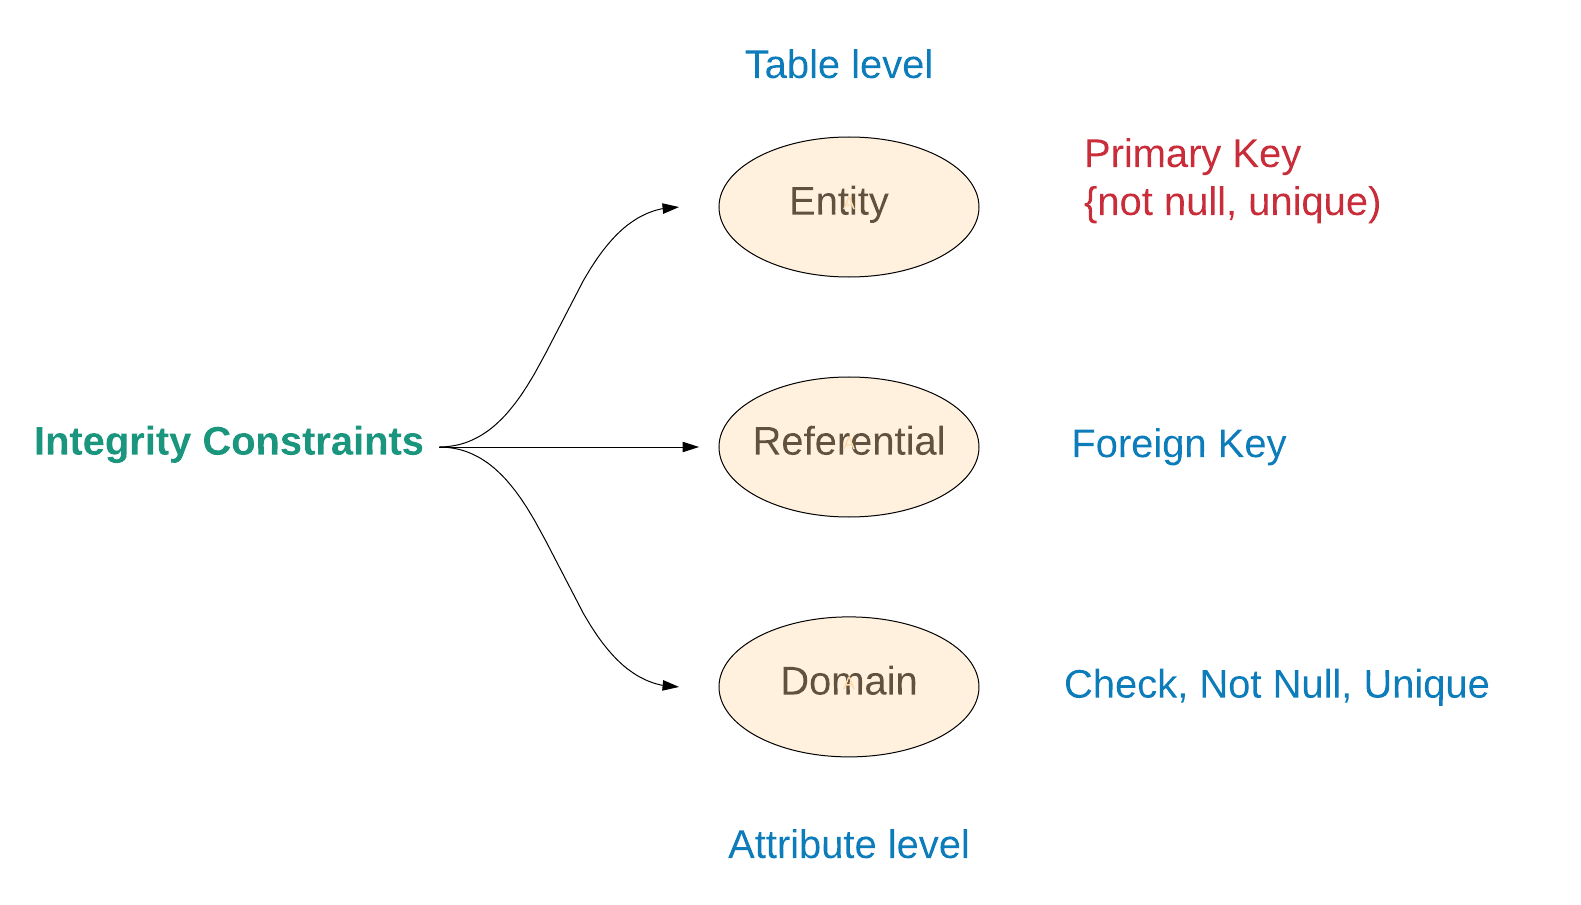 Table level
Entity
Primary Key
{not null, unique)
Integrity Constraints
Referential
Foreign Key
Domain
Check, Not Null, Unique
Attribute level